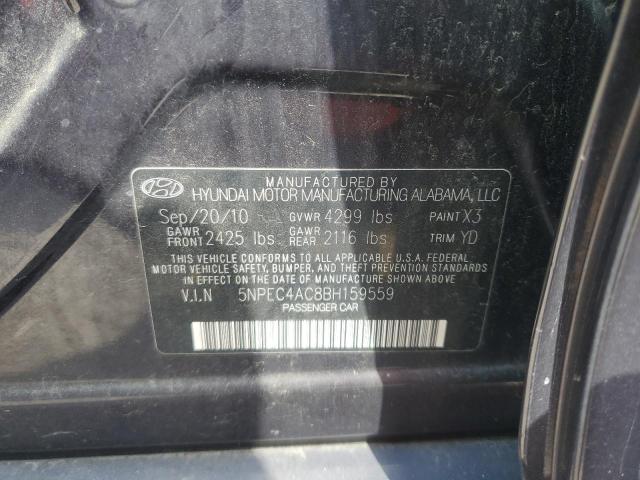 MANUFACTURED BY
HYUNDAI MOTOR MANUFACTURING ALABAMA, LLC
Sep/20/10 GVWR 4299 lbs PAINT X3
GAWR FRONT 2425 lbs GAWR REAR 2116 lbs TRIM YD
THIS VEHICLE CONFORMS TO ALL APPLICABLE U.S.A. FEDERAL
MOTOR VEHICLE SAFETY, BUMPER, AND THEFT PREVENTION STANDARDS
IN EFFECT ON THE DATE OF MANUFACTURE SHOWN ABOVE
V.I.N 5NPEC4AC8BH159559
PASSENGER CAR